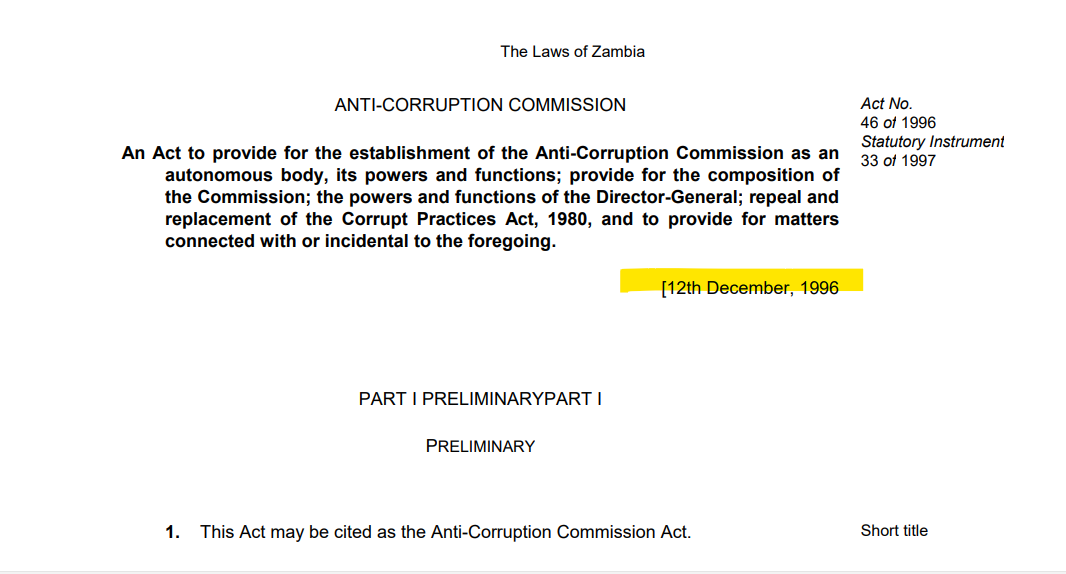 The Laws of Zambia
ANTI-CORRUPTION COMMISSION
Act No.
46 of 1996
Statutory Instrument
33 of 1997
An Act to provide for the establishment of the Anti-Corruption Commission as an
autonomous body, its powers and functions; provide for the composition of
the Commission; the powers and functions of the Director-General; repeal and
replacement of the Corrupt Practices Act, 1980, and to provide for matters
connected with or incidental to the foregoing.
[12th December, 1996
PART I PRELIMINARYPART I
PRELIMINARY
1. This Act may be cited as the Anti-Corruption Commission Act.
Short title